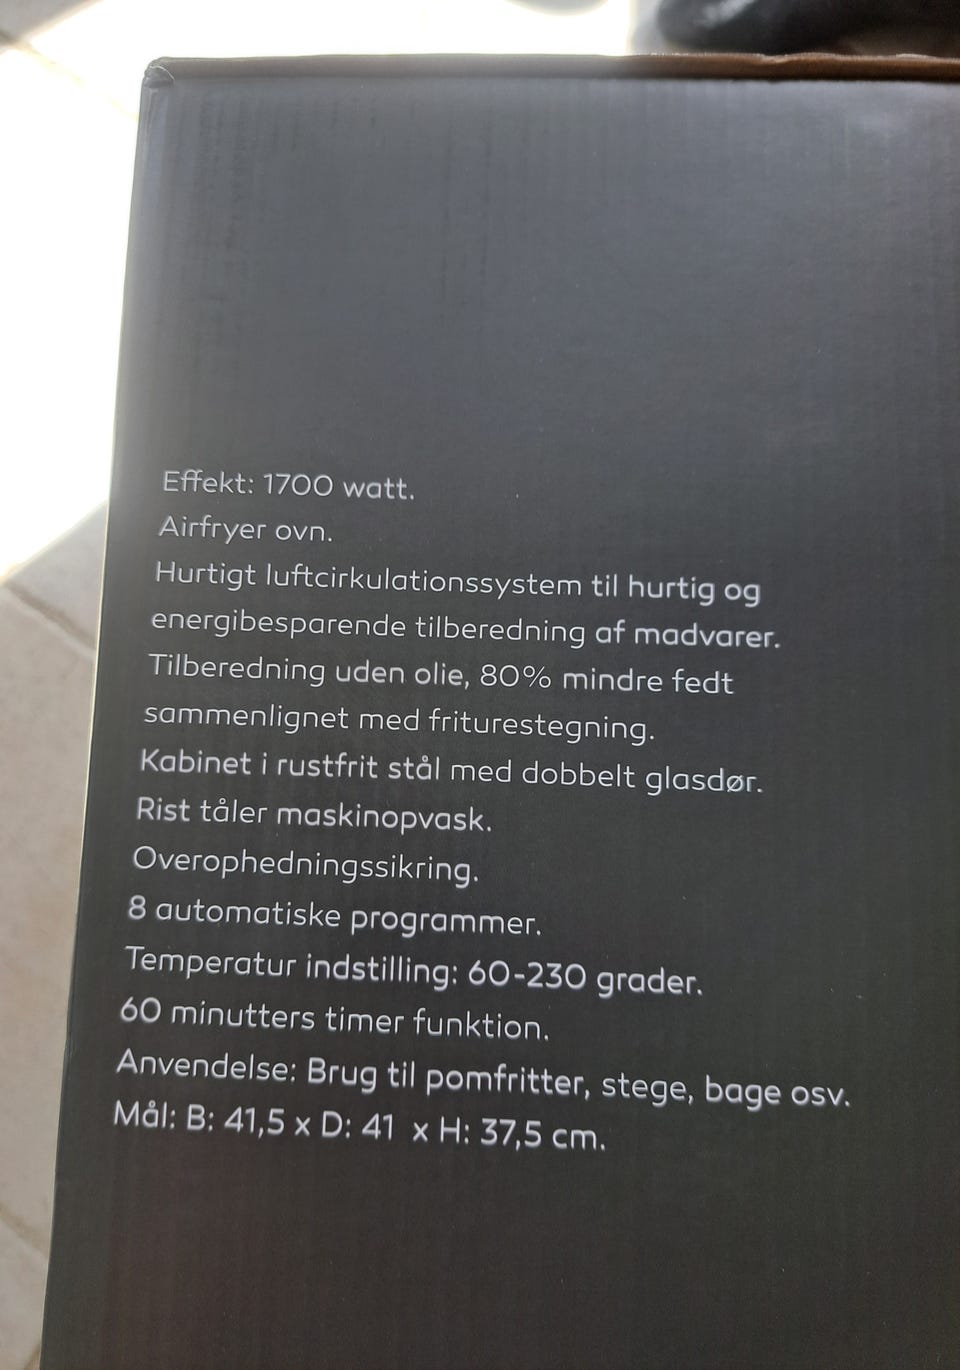 Effekt: 1700 watt.
Airfryer ovn.
Hurtigt luftcirkulationssystem til hurtig og
energibesparende tilberedning af madvarer.
Tilberedning uden olie, 80% mindre fedt
sammenlignet med friturestegning.
Kabinet i rustfrit stål med dobbelt glasdør.
Rist tåler maskinopvask.
Overophedningssikring.
8 automatiske programmer.
Temperatur indstilling: 60-230 grader.
60 minutters timer funktion.
Anvendelse: Brug til pomfritter, stege, bage osv.
Mål: B: 41,5 x D: 41 x H: 37,5 cm.